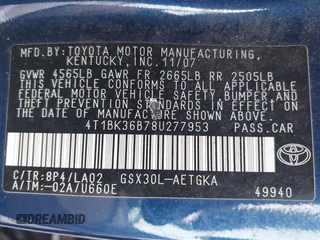 MFD.BY:TOYOTA MOTOR MANUFACTURING,
KENTUCKY, INC. 11/07
GVWR 4565LB GAWR FR 2665LB RR 2505LB
THIS VEHICLE CONFORMS TO ALL APPLICABLE
FEDERAL MOTOR VEHICLE SAFETY, BUMPER, AND
THEFT PREVENTION STANDARDS IN EFFECT ON
THE DATE OF MANUFACTURE SHOWN ABOVE.
4T1BK36B78U277953 PASS. CAR
C/TR:8P4/LA02 GSX30L-AETGKA
A/TM:-02A/U660E
TOYOTA
49940
DREAMBID